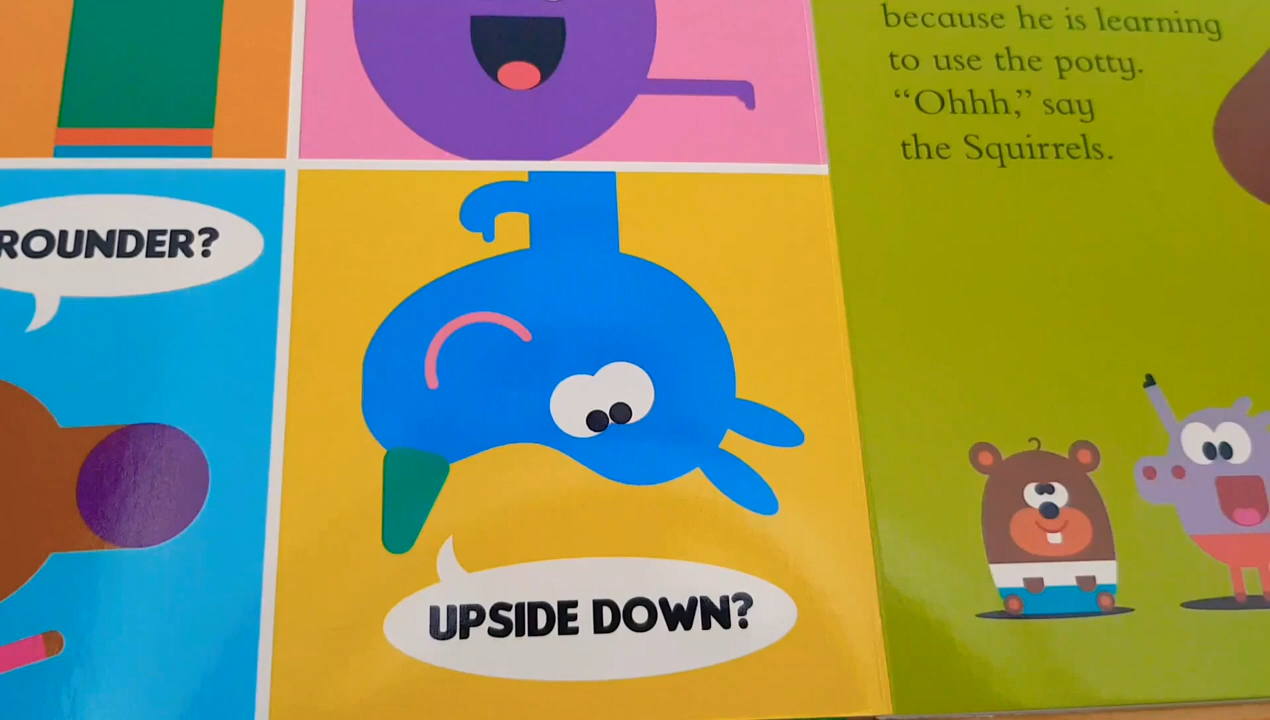 ROUNDER?
UPSIDE DOWN?
because he is learning
to use the potty.
“Ohhh,” say
the Squirrels.